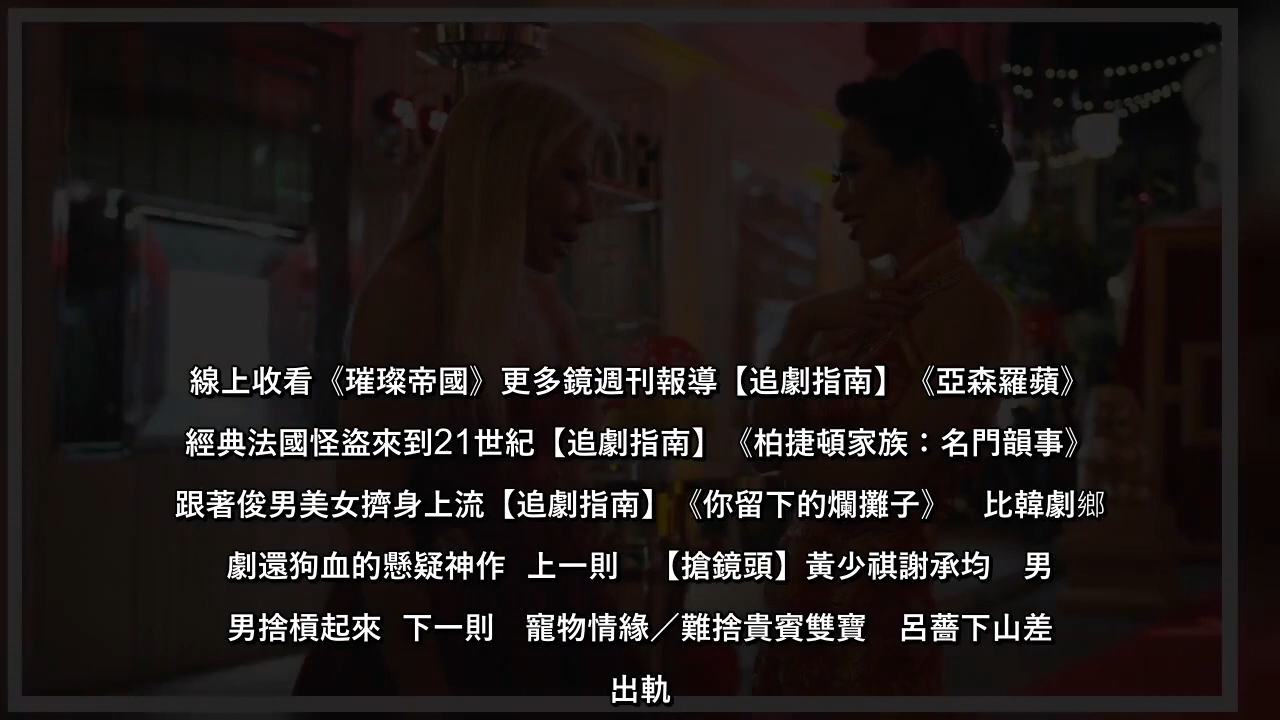 線上收看《璀璨帝國》更多鏡週刊報導【追劇指南】《亞森羅蘋》
經典法國怪盜來到21世紀【追劇指南】《柏捷頓家族：名門韻事》
跟著俊男美女擠身上流【追劇指南】《你留下的爛攤子》　比韓劇鄉
劇還狗血的懸疑神作 上一則　【搶鏡頭】黃少祺謝承均　男
男捨槓起來 下一則　寵物情緣／難捨貴賓雙寶　呂薔下山差
出軌